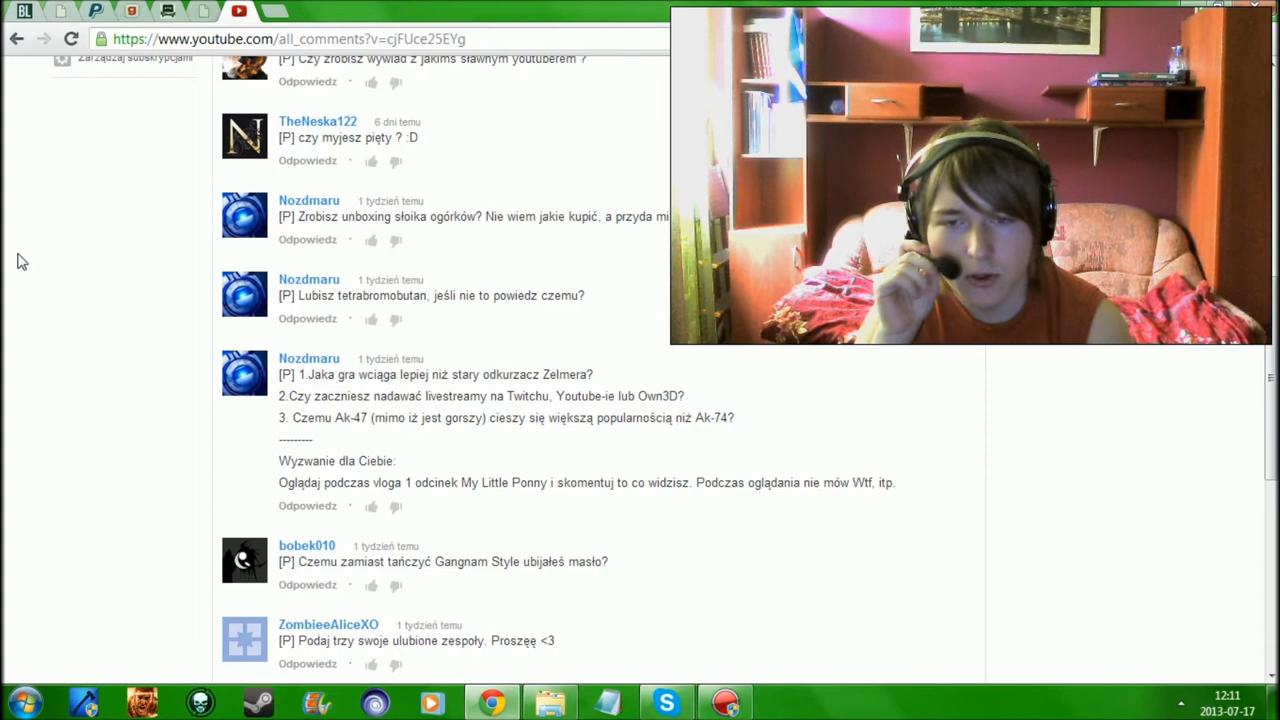 BL
https://www.youtube.com/all_comments?v=cjFUce25EYg
Zarządzaj subskrypcjami
[P] Czy zrobisz wywiad z jakimś sławnym youtuberem ?
Odpowiedz
TheNeska122 6 dni temu
[P] czy myjesz pięty ? :D
Odpowiedz
Nozdmaru 1 tydzień temu
[P] Zrobisz unboxing słoika ogórków? Nie wiem jakie kupić, a przyda mi
Odpowiedz
Nozdmaru 1 tydzień temu
[P] Lubisz tetrabromobutan, jeśli nie to powiedz czemu?
Odpowiedz
Nozdmaru 1 tydzień temu
[P] 1.Jaka gra wciąga lepiej niż stary odkurzacz Zelmera?
2.Czy zaczniesz nadawać livestreamy na Twitchu, Youtube-ie lub Own3D?
3. Czemu Ak-47 (mimo iż jest gorszy) cieszy się większą popularnością niż Ak-74?
---------
Wyzwanie dla Ciebie:
Oglądaj podczas vloga 1 odcinek My Little Ponny i skomentuj to co widzisz. Podczas oglądania nie mów Wtf, itp.
Odpowiedz
bobek010 1 tydzień temu
[P] Czemu zamiast tańczyć Gangnam Style ubijałeś masło?
Odpowiedz
ZombieeAliceXO 1 tydzień temu
[P] Podaj trzy swoje ulubione zespoły. Proszęę <3
Odpowiedz
12:11
2013-07-17